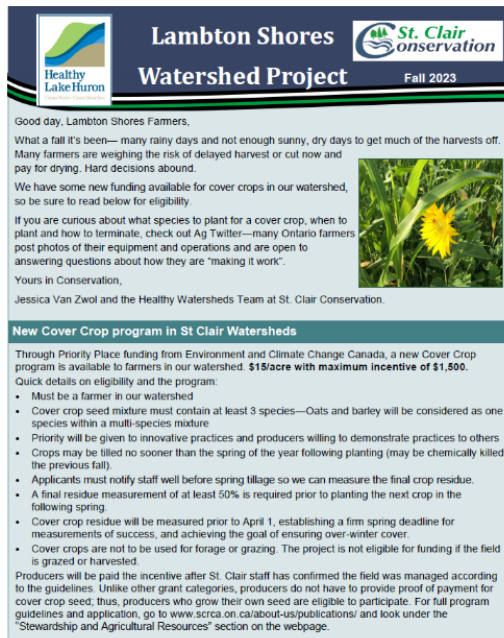 Lambton Shores
Watershed Project
St. Clair
Conservation
Fall 2023
Healthy
Lake Huron
Good day, Lambton Shores Farmers,
What a fall it's been— many rainy days and not enough sunny, dry days to get much of the harvests off.
Many farmers are weighing the risk of delayed harvest or cut now and
pay for drying. Hard decisions abound.
We have some new funding available for cover crops in our watershed,
so be sure to read below for eligibility.
If you are curious about what species to plant for a cover crop, when to
plant and how to terminate, check out Ag Twitter—many Ontario farmers
post photos of their equipment and operations and are open to
answering questions about how they are "making it work".
Yours in Conservation,
Jessica Van Zwol and the Healthy Watersheds Team at St. Clair Conservation.
New Cover Crop program in St Clair Watersheds
Through Priority Place funding from Environment and Climate Change Canada, a new Cover Crop
program is available to farmers in our watershed. $15/acre with maximum incentive of $1,500.
Quick details on eligibility and the program:
• Must be a farmer in our watershed
• Cover crop seed mixture must contain at least 3 species—Oats and barley will be considered as one
species within a multi-species mixture
• Priority will be given to innovative practices and producers willing to demonstrate practices to others
• Crops may be tilled no sooner than the spring of the year following planting (may be chemically killed
the previous fall).
• Applicants must notify staff well before spring tillage so we can measure the final crop residue.
• A final residue measurement of at least 50% is required prior to planting the next crop in the
following spring.
• Cover crop residue will be measured prior to April 1, establishing a firm spring deadline for
measurements of success, and achieving the goal of ensuring over-winter cover.
• Cover crops are not to be used for forage or grazing. The project is not eligible for funding if the field
is grazed or harvested.
Producers will be paid the incentive after St. Clair staff has confirmed the field was managed according
to the guidelines. Unlike other grant categories, producers do not have to provide proof of payment for
cover crop seed; thus, producers who grow their own seed are eligible to participate. For full program
guidelines and application, go to www.scrca.on.ca/about-us/publications/ and look under the
"Stewardship and Agricultural Resources" section on the webpage.